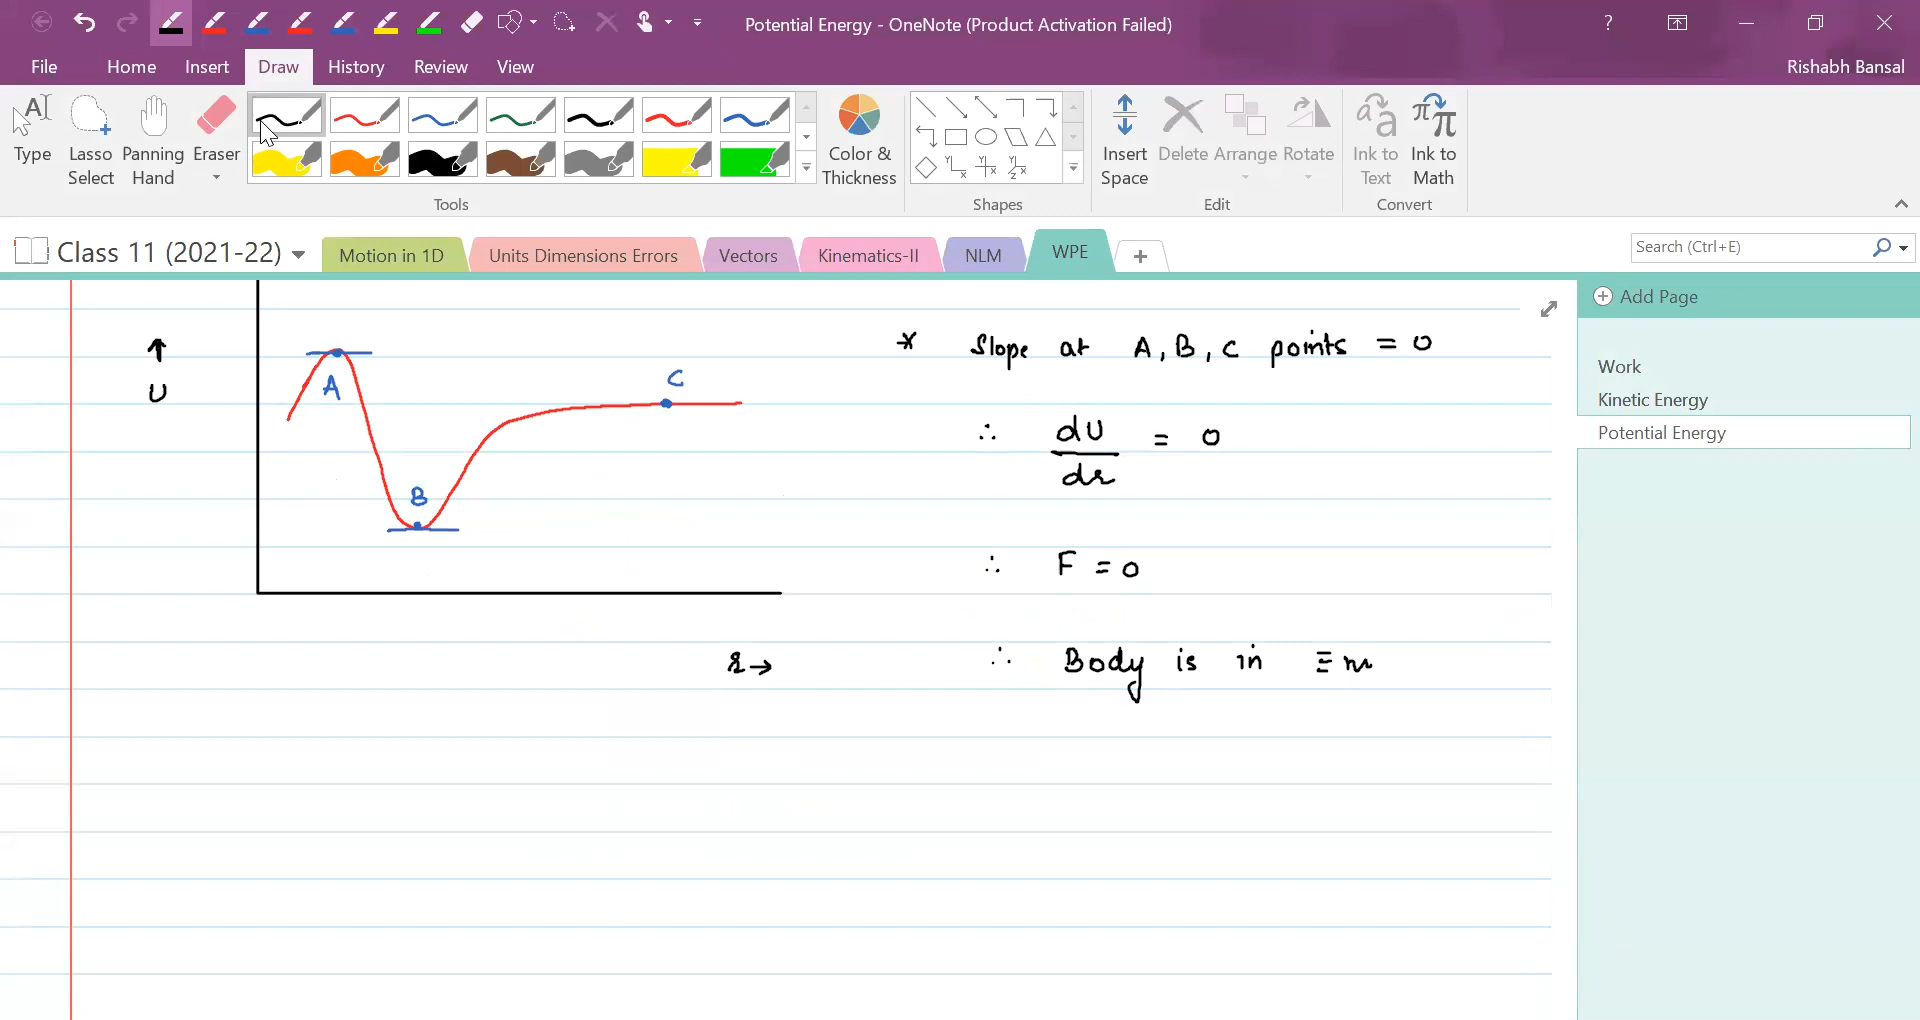 Potential Energy - OneNote (Product Activation Failed)
?
File Home Insert Draw History Review View
Rishabh Bansal
Type
Lasso Select
Panning Hand
Eraser
Color & Thickness
Insert Space
Delete
Arrange
Rotate
Ink to Text
Ink to Math
Tools
Shapes
Edit
Convert
Class 11 (2021-22)
Motion in 1D
Units Dimensions Errors
Vectors
Kinematics-II
NLM
WPE
Search (Ctrl+E)
Add Page
Work
Kinetic Energy
Potential Energy
↑
U
A
B
C
r →
* Slope at A, B, C points = 0
∴ dU/dr = 0
∴ F = 0
∴ Body is in Ξm